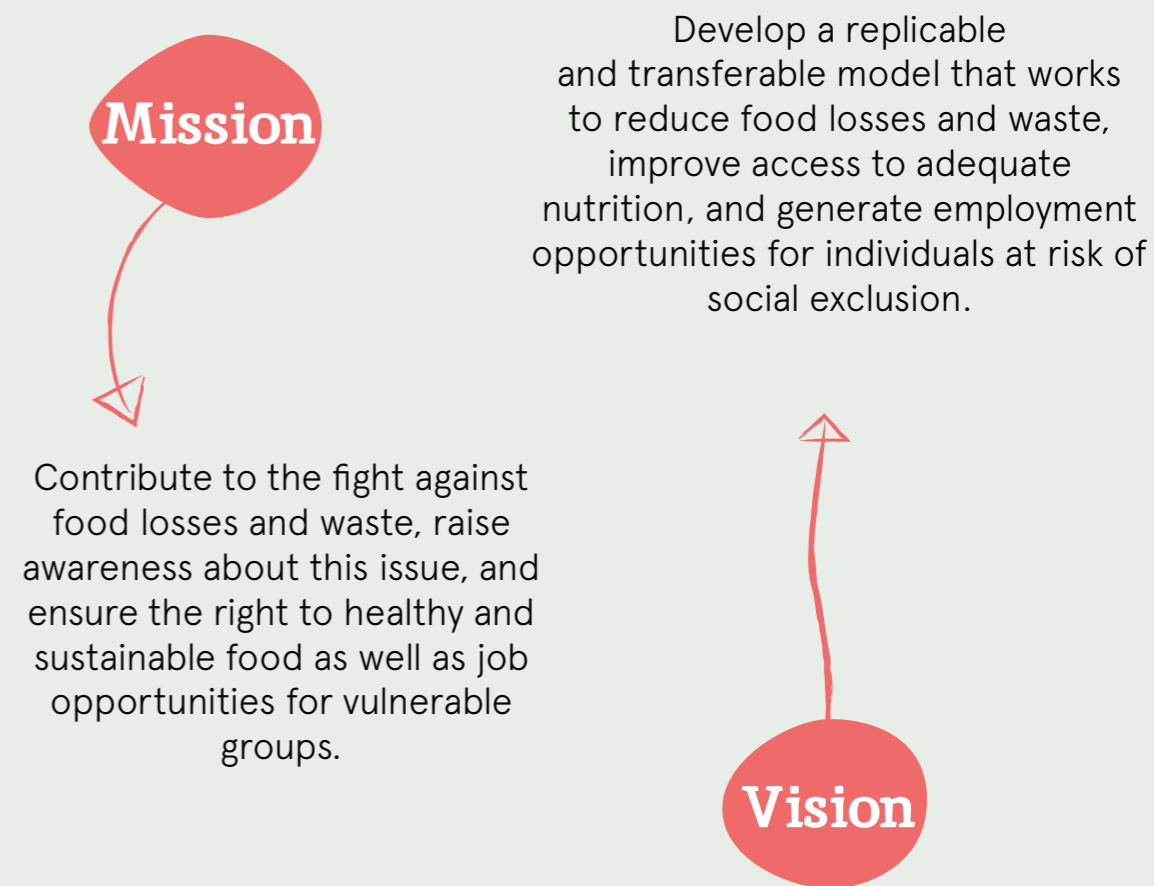 Mission
Contribute to the fight against
food losses and waste, raise
awareness about this issue, and
ensure the right to healthy and
sustainable food as well as job
opportunities for vulnerable
groups.
Develop a replicable
and transferable model that works
to reduce food losses and waste,
improve access to adequate
nutrition, and generate employment
opportunities for individuals at risk of
social exclusion.
Vision